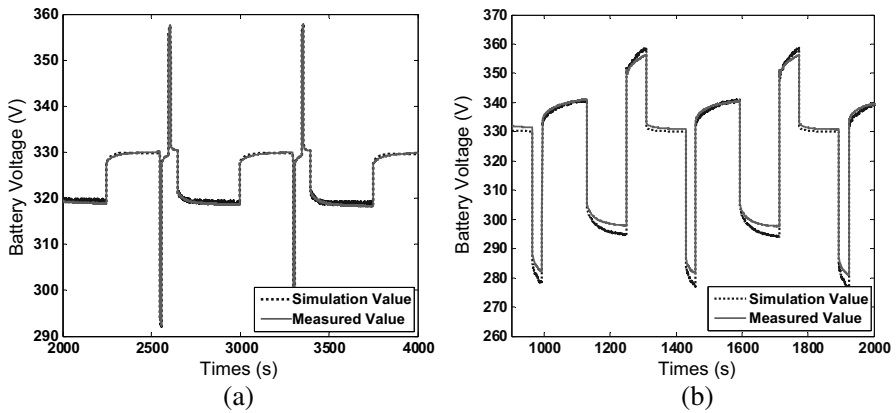 360
350
340
330
320
310
300
290
2000 2500 3000 3500 4000
Battery Voltage (V)
Times (s)
Simulation Value
Measured Value
(a)
370
360
350
340
330
320
310
300
290
280
270
260
1000 1200 1400 1600 1800 2000
Battery Voltage (V)
Times (s)
Simulation Value
Measured Value
(b)